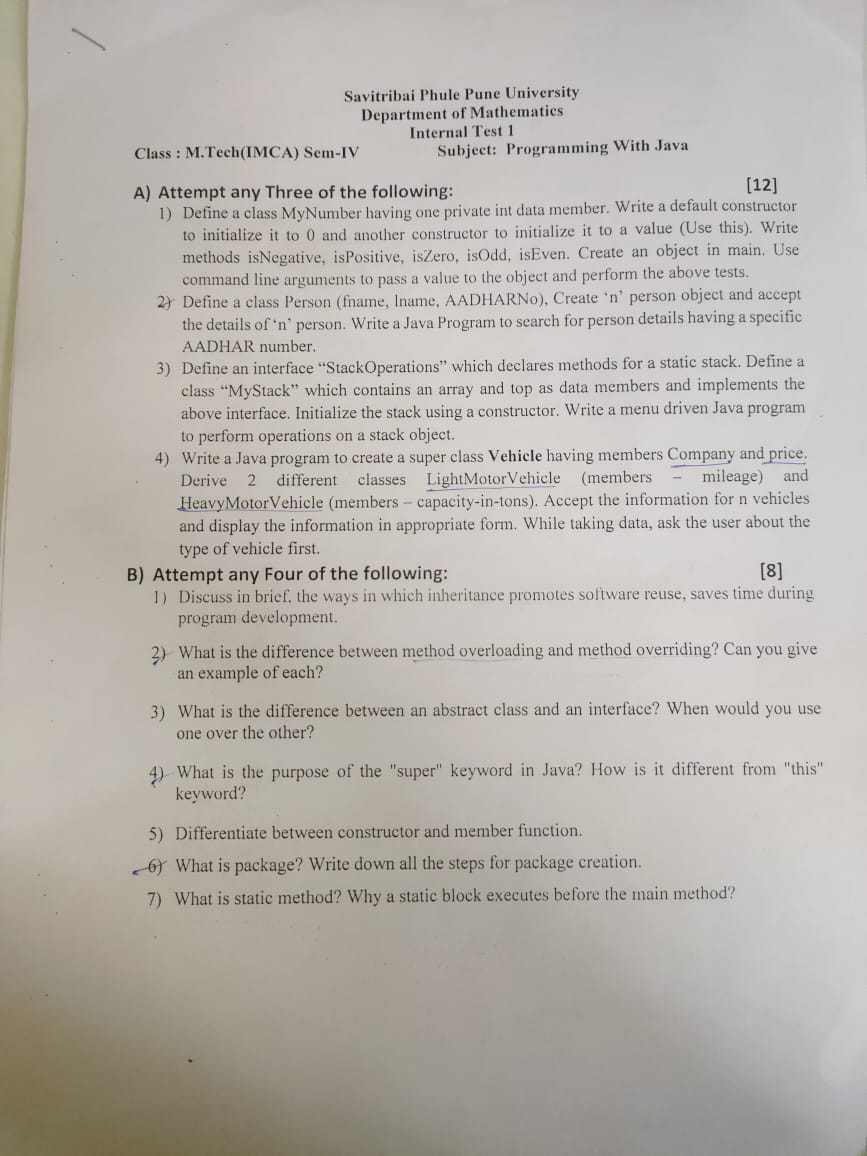 Savitribai Phule Pune University
Department of Mathematics
Internal Test 1
Class : M.Tech(IMCA) Sem-IV Subject: Programming With Java
A) Attempt any Three of the following: [12]
1) Define a class MyNumber having one private int data member. Write a default constructor
to initialize it to 0 and another constructor to initialize it to a value (Use this). Write
methods isNegative, isPositive, isZero, isOdd, isEven. Create an object in main. Use
command line arguments to pass a value to the object and perform the above tests.
2) Define a class Person (fname, lname, AADHARNo), Create ‘n’ person object and accept
the details of ‘n’ person. Write a Java Program to search for person details having a specific
AADHAR number.
3) Define an interface “StackOperations” which declares methods for a static stack. Define a
class “MyStack” which contains an array and top as data members and implements the
above interface. Initialize the stack using a constructor. Write a menu driven Java program
to perform operations on a stack object.
4) Write a Java program to create a super class Vehicle having members Company and price.
Derive 2 different classes LightMotorVehicle (members – mileage) and
HeavyMotorVehicle (members – capacity-in-tons). Accept the information for n vehicles
and display the information in appropriate form. While taking data, ask the user about the
type of vehicle first.
B) Attempt any Four of the following: [8]
1) Discuss in brief, the ways in which inheritance promotes software reuse, saves time during
program development.
2) What is the difference between method overloading and method overriding? Can you give
an example of each?
3) What is the difference between an abstract class and an interface? When would you use
one over the other?
4) What is the purpose of the "super" keyword in Java? How is it different from "this"
keyword?
5) Differentiate between constructor and member function.
6) What is package? Write down all the steps for package creation.
7) What is static method? Why a static block executes before the main method?